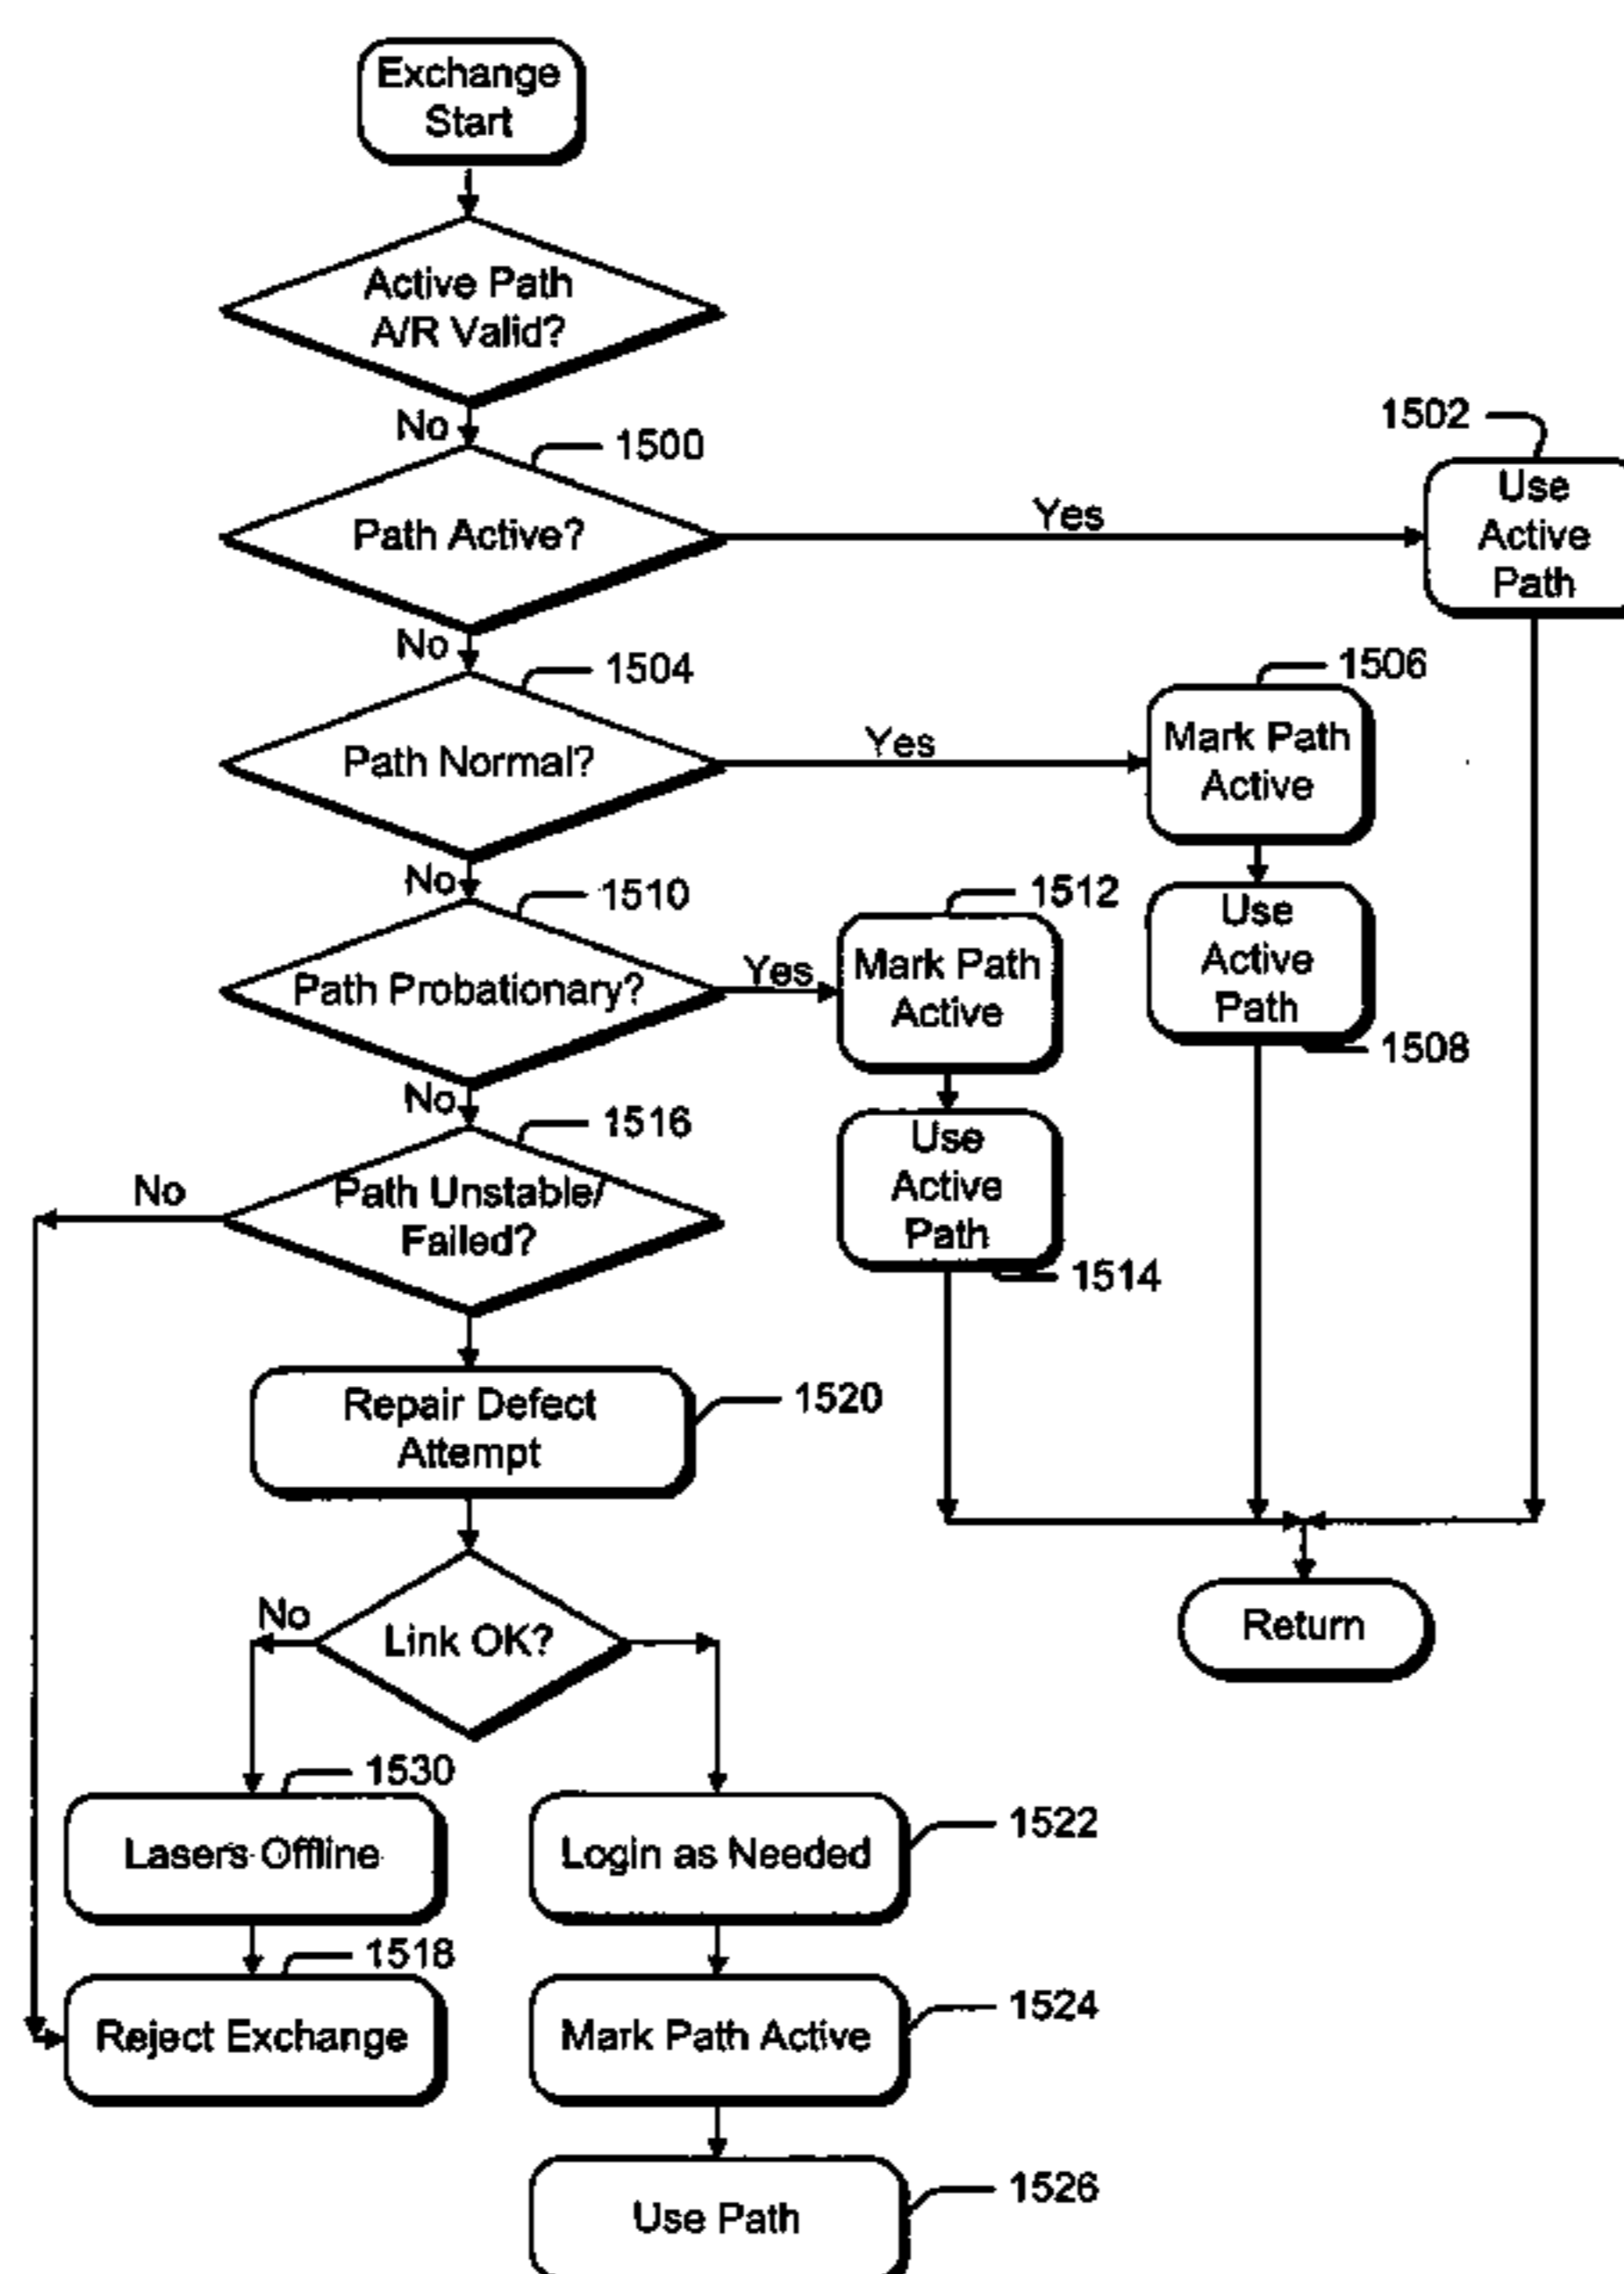 Exchange
Start
Active Path
A/R Valid?
No
1500
1502
Path Active?
Yes
Use
Active
Path
No
1504
1506
Path Normal?
Yes
Mark Path
Active
No
1510
1512
Use
Active
Path
1508
Path Probationary?
Yes
Mark Path
Active
No
1516
Use
Active
Path
1514
No
Path Unstable/
Failed?
Repair Defect
Attempt
1520
No
Link OK?
Return
1530
Lasers Offline
1522
Login as Needed
1518
Reject Exchange
1524
Mark Path Active
1526
Use Path